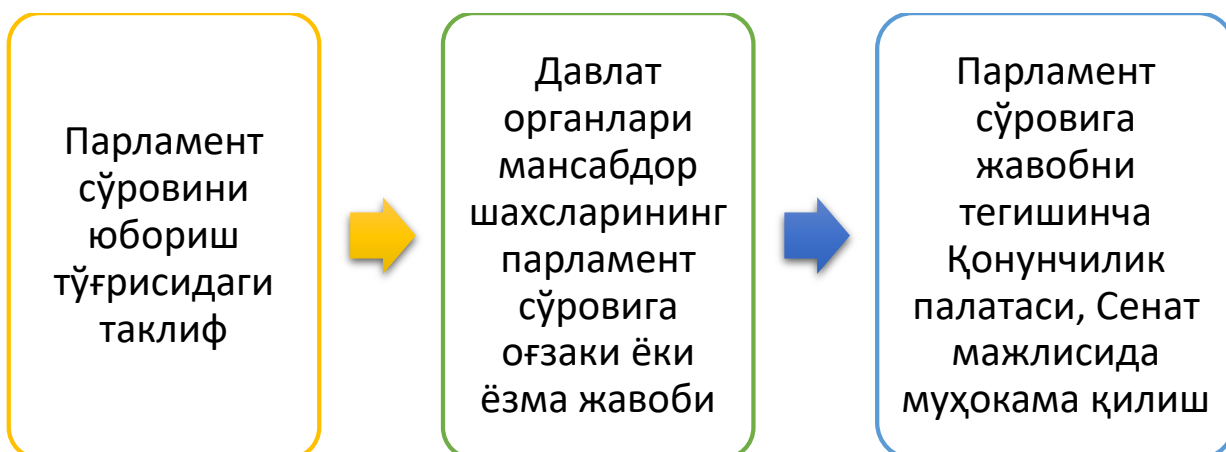 Парламент
сўровини
юбориш
тўғрисидаги
таклиф
Давлат
органлари
мансабдор
шахсларининг
парламент
сўровига
оғзаки ёки
ёзма жавоби
Парламент
сўровига
жавобни
тегишинча
Қонунчилик
палатаси, Сенат
мажлисида
муҳокама қилиш